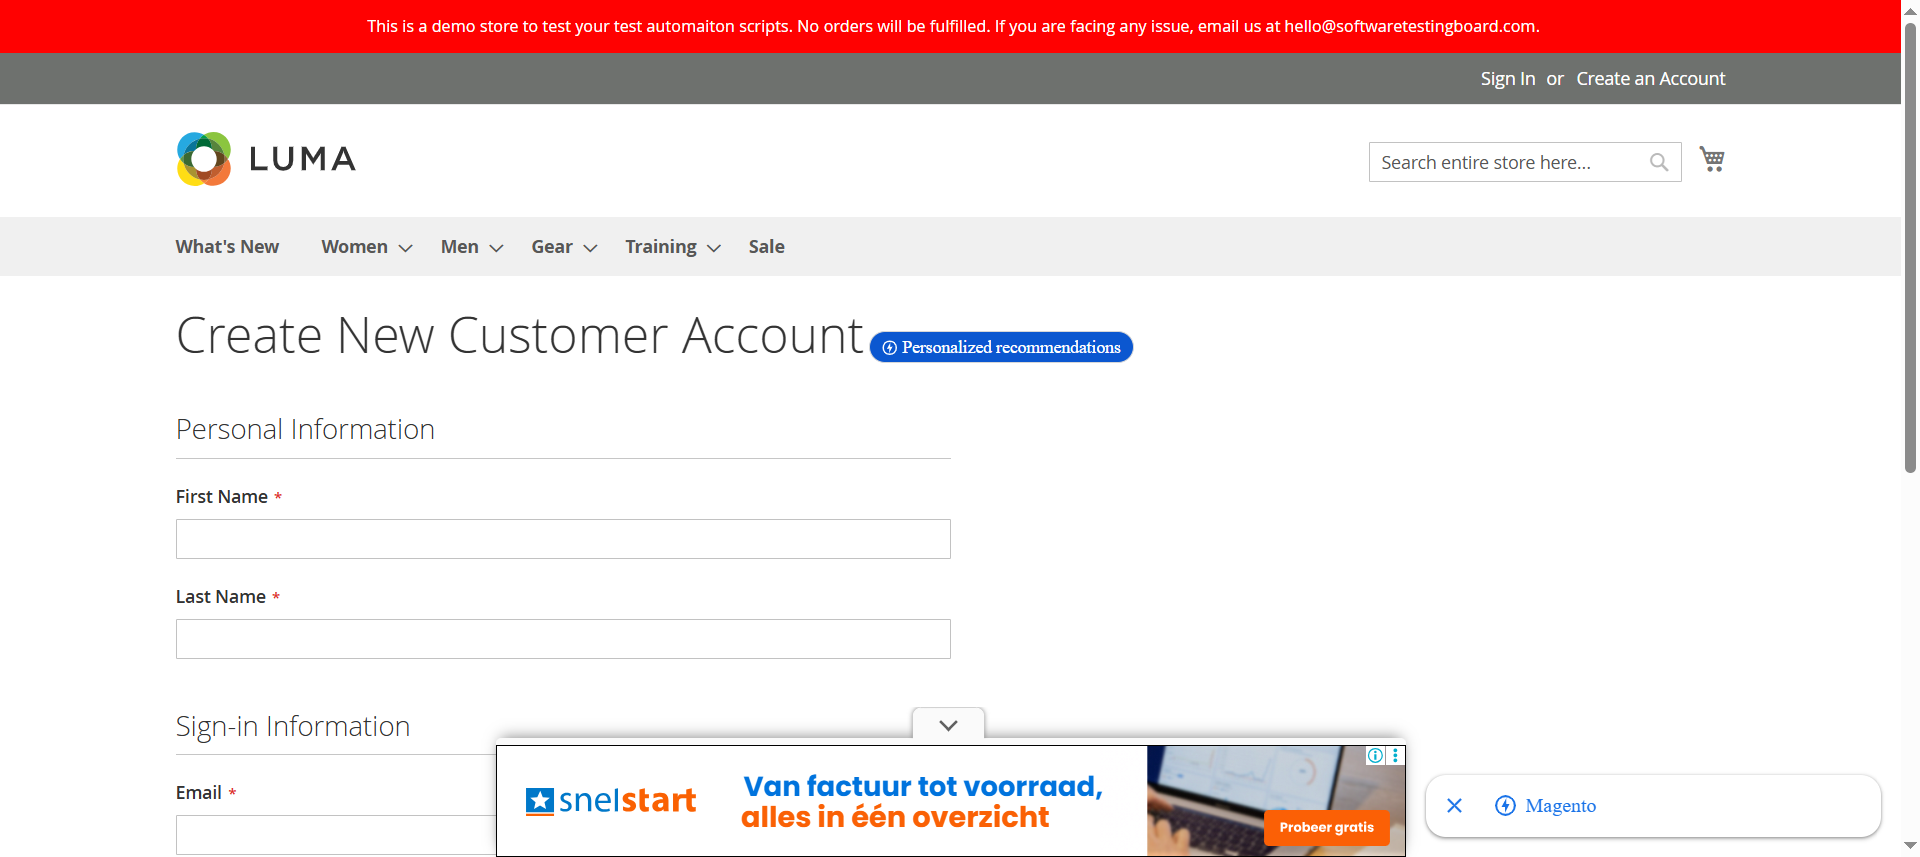 This is a demo store to test your test automaiton scripts. No orders will be fulfilled. If you are facing any issue, email us at hello@softwaretestingboard.com.
Sign In or Create an Account
LUMA
Search entire store here...
What's New Women Men Gear Training Sale
Create New Customer Account
Personalized recommendations
Personal Information
First Name *
Last Name *
Sign-in Information
Email *
snelstart
Van factuur tot voorraad,
alles in één overzicht
Probeer gratis
Magento